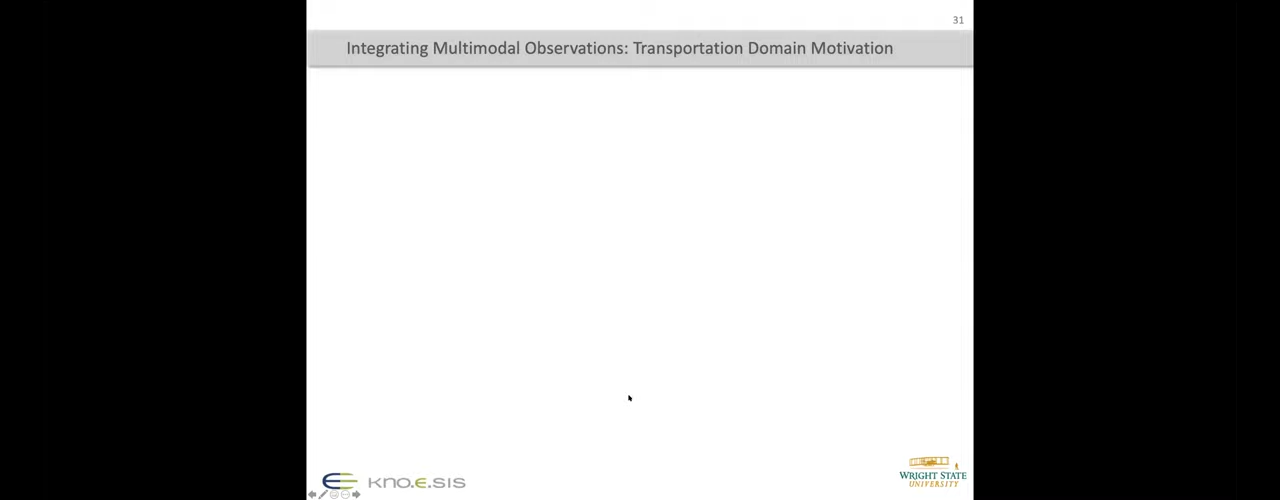 31
Integrating Multimodal Observations: Transportation Domain Motivation
kno.e.sis
WRIGHT STATE
UNIVERSITY